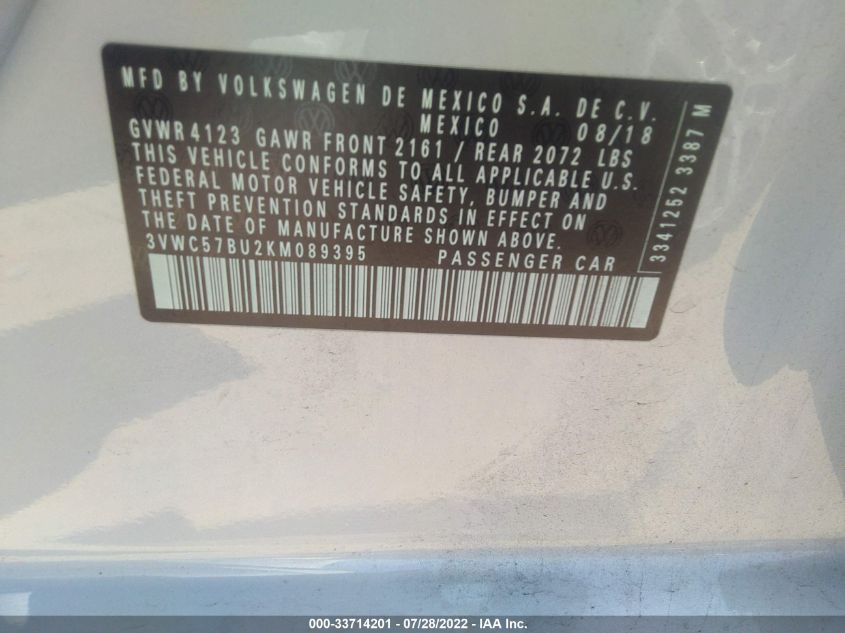 MFD BY VOLKSWAGEN DE MEXICO S.A. DE C.V.
MEXICO 08/18
GVWR 4123 GAWR FRONT 2161 / REAR 2072 LBS
THIS VEHICLE CONFORMS TO ALL APPLICABLE U.S.
FEDERAL MOTOR VEHICLE SAFETY, BUMPER AND
THEFT PREVENTION STANDARDS IN EFFECT ON
THE DATE OF MANUFACTURE SHOWN ABOVE.
3VWC57BU2KM089395 PASSENGER CAR
3341252 3387 M
000-33714201 - 07/28/2022 - IAA Inc.